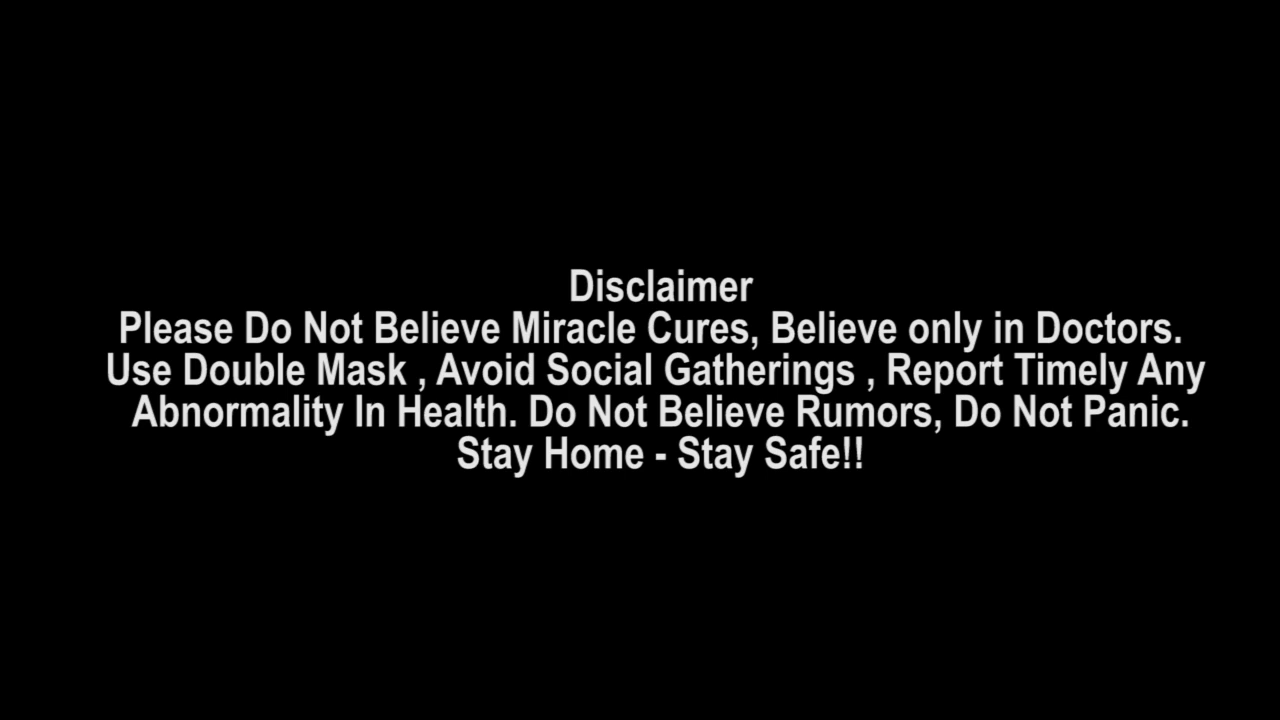 Disclaimer
Please Do Not Believe Miracle Cures, Believe only in Doctors.
Use Double Mask , Avoid Social Gatherings , Report Timely Any
Abnormality In Health. Do Not Believe Rumors, Do Not Panic.
Stay Home - Stay Safe!!